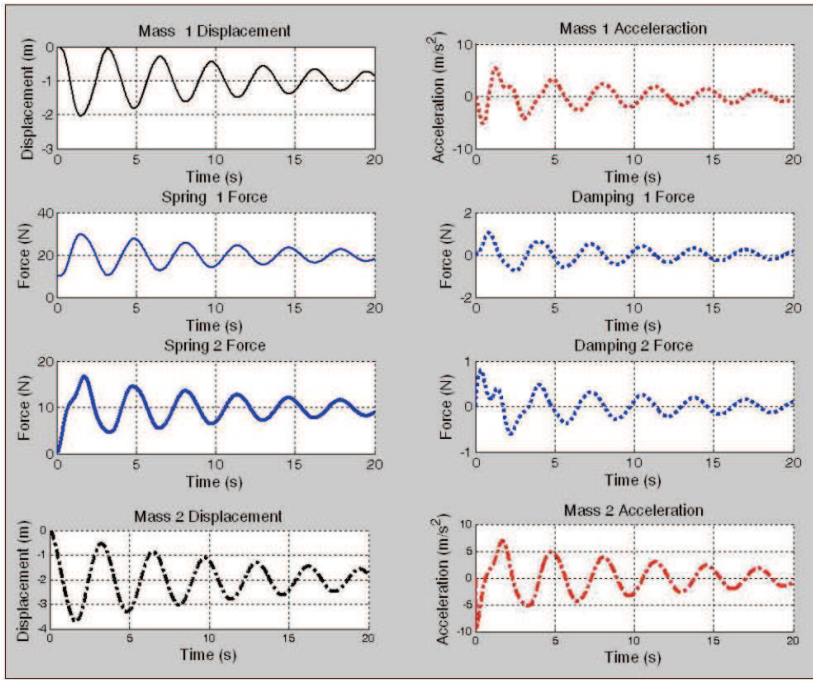 Mass 1 Displacement
Displacement (m)
0
-1
-2
-3
0 5 10 15 20
Time (s)
Mass 1 Acceleraction
Acceleration (m/s²)
10
0
-10
0 5 10 15 20
Time (s)
Spring 1 Force
Force (N)
40
20
0
0 5 10 15 20
Time (s)
Damping 1 Force
Force (N)
2
0
-2
0 5 10 15 20
Time (s)
Spring 2 Force
Force (N)
20
10
0
0 5 10 15 20
Time (s)
Damping 2 Force
Force (N)
1
0
-1
0 5 10 15 20
Time (s)
Mass 2 Displacement
Displacement (m)
0
-1
-2
-3
-4
0 5 10 15 20
Time (s)
Mass 2 Acceleration
Acceleration (m/s²)
10
5
0
-5
-10
0 5 10 15 20
Time (s)